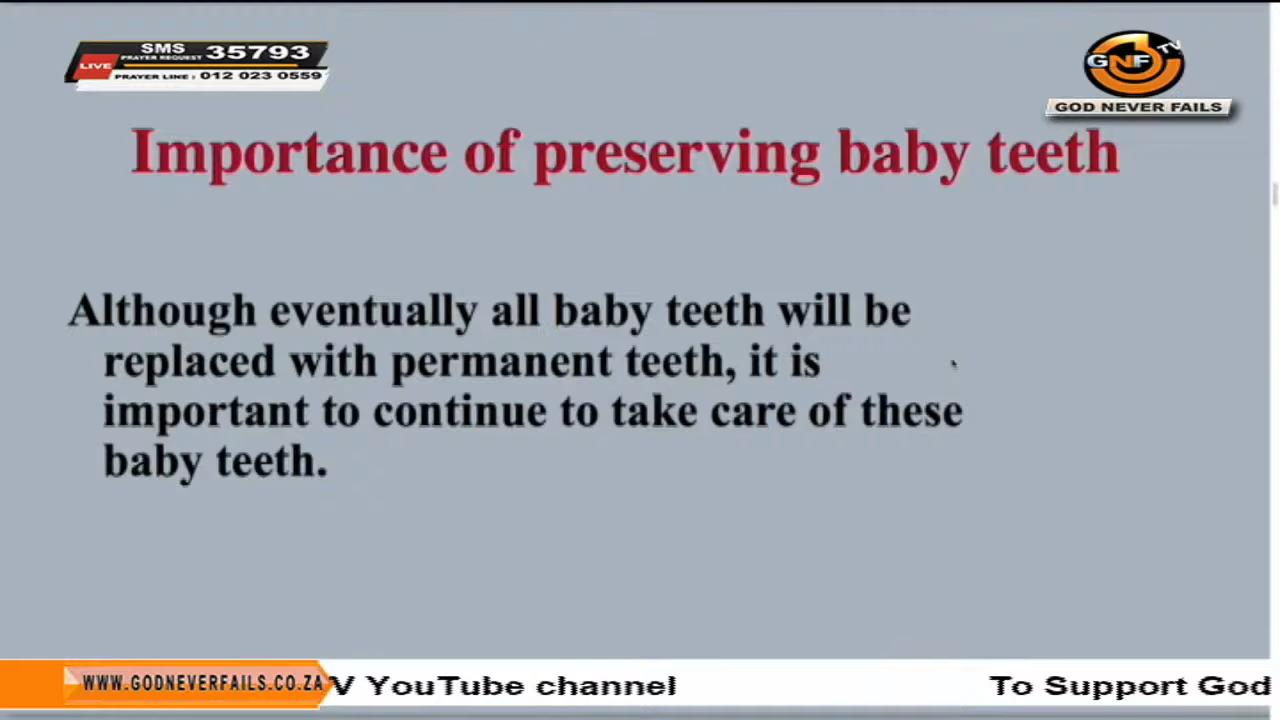 SMS
PRAYER REQUEST
35793
LIVE
PRAYER LINE : 012 023 0559
GNF TV
GOD NEVER FAILS
Importance of preserving baby teeth
Although eventually all baby teeth will be
replaced with permanent teeth, it is
important to continue to take care of these
baby teeth.
WWW.GODNEVERFAILS.CO.ZA
V YouTube channel
To Support God